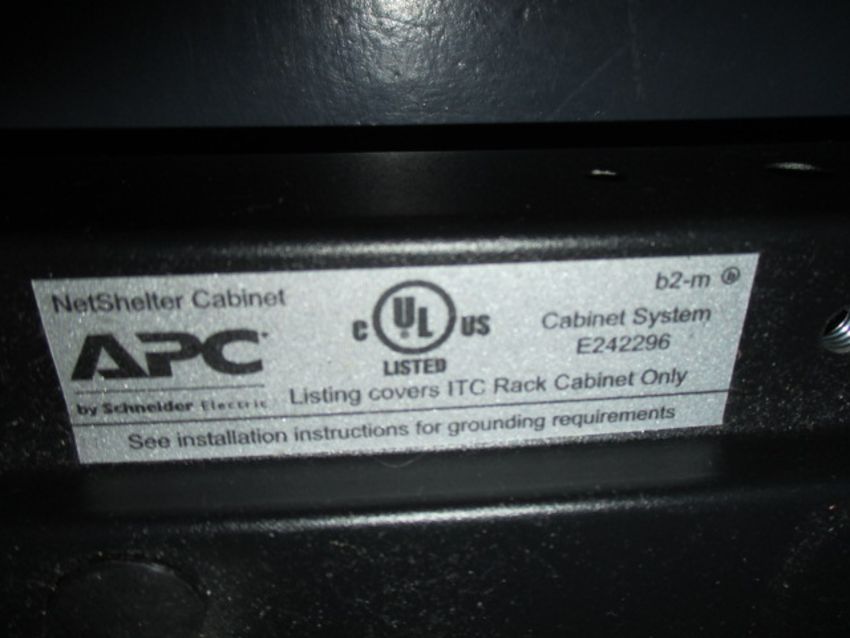 NetShelter Cabinet
APC
by Schneider Electric
c UL US
LISTED
b2-m
Cabinet System
E242296
Listing covers ITC Rack Cabinet Only
See installation instructions for grounding requirements